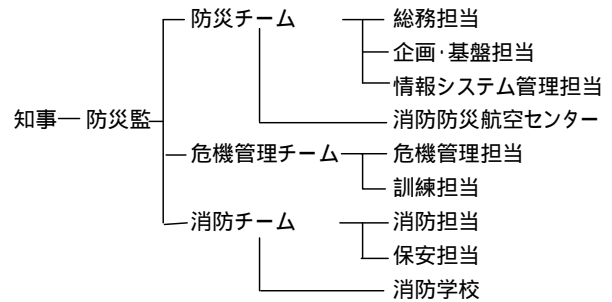 防災チーム 総務担当
企画・基盤担当
情報システム管理担当
知事 防災監 消防防災航空センター
危機管理チーム 危機管理担当
訓練担当
消防チーム 消防担当
保安担当
消防学校